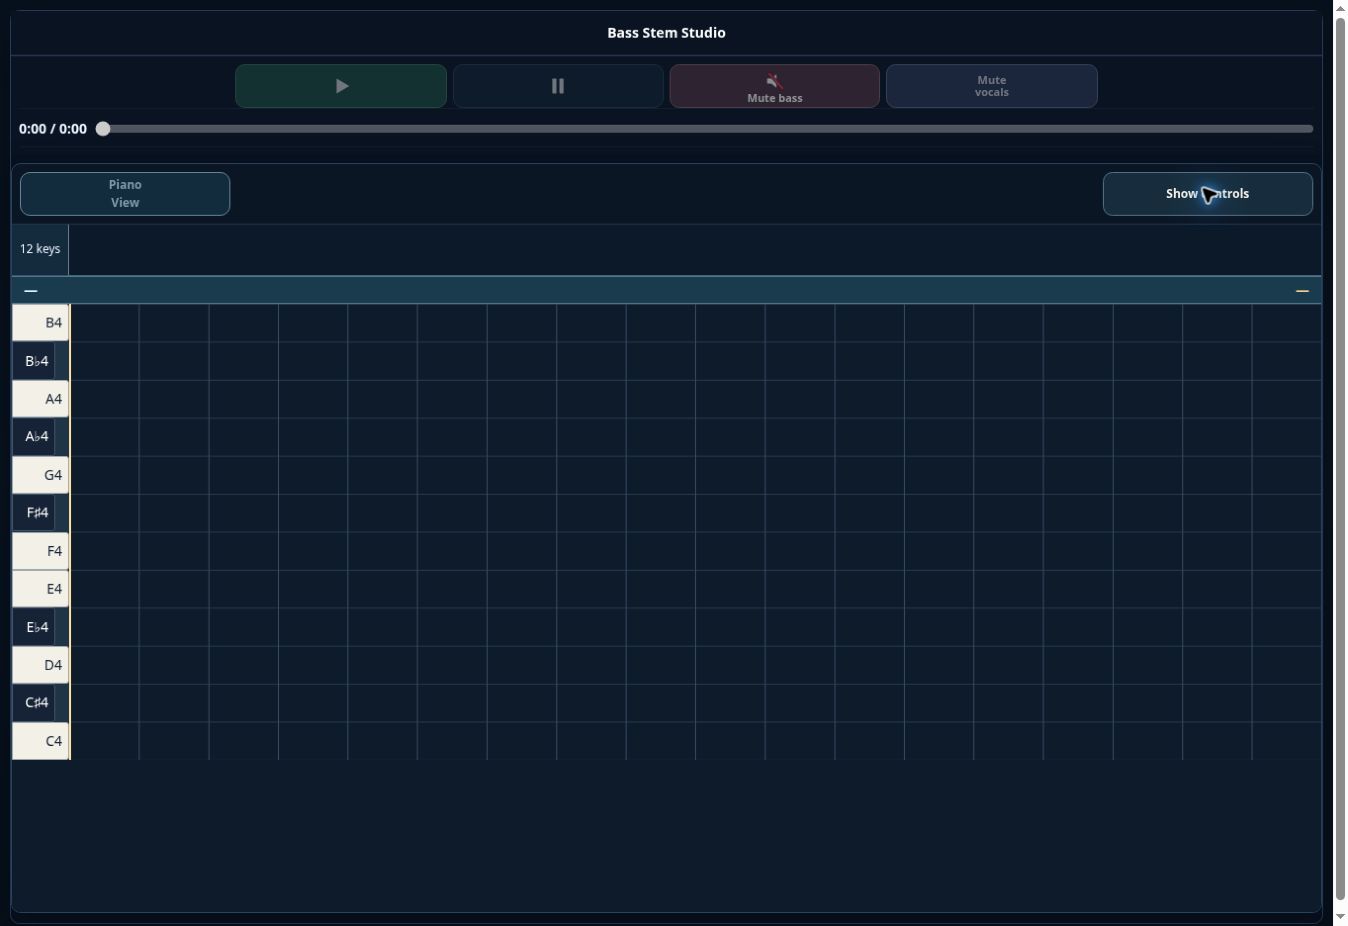 Bass Stem Studio
Mute bass
Mute
vocals
0:00 / 0:00
Piano
View
Show
12 keys
B4
B♭4
A4
A♭4
G4
F♯4
F4
E4
E♭4
D4
C♯4
C4